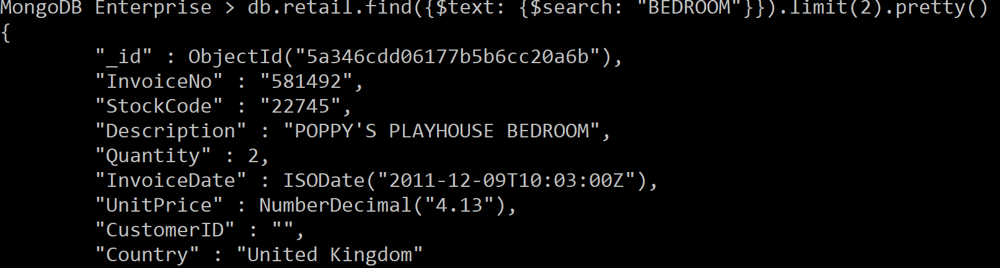 MongoDB Enterprise > db.retail.find({$text: {$search: "BEDROOM"}}).limit(2).pretty()
{
        "_id" : ObjectId("5a346cdd06177b5b6cc20a6b"),
        "InvoiceNo" : "581492",
        "StockCode" : "22745",
        "Description" : "POPPY'S PLAYHOUSE BEDROOM",
        "Quantity" : 2,
        "InvoiceDate" : ISODate("2011-12-09T10:03:00Z"),
        "UnitPrice" : NumberDecimal("4.13"),
        "CustomerID" : "",
        "Country" : "United Kingdom"